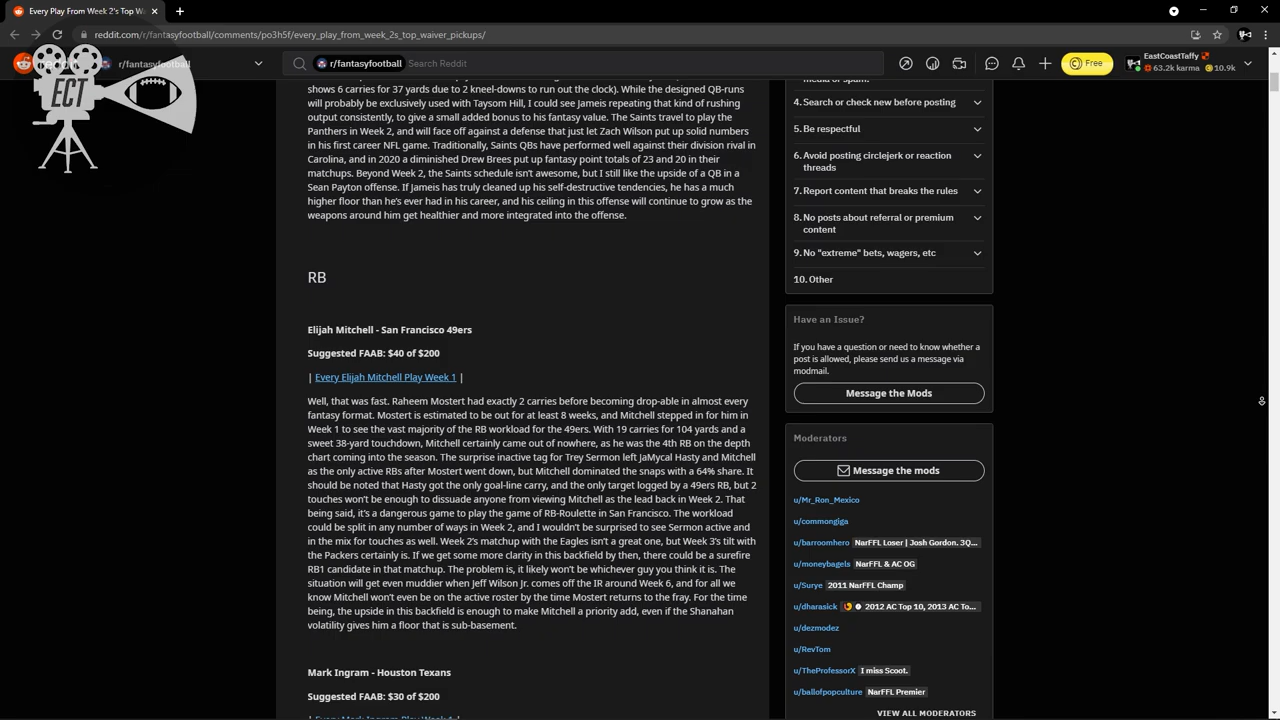 Every Play From Week 2's Top W
reddit.com/r/fantasyfootball/comments/po3h5f/every_play_from_week_2s_top_waiver_pickups/
ECT
r/fantasyfootball
r/fantasyfootball
Search Reddit
Free
EastCoastTaffy
63.2k karma
10.9k
shows 6 carries for 37 yards due to 2 kneel-downs to run out the clock). While the designed QB-runs
will probably be exclusively used with Taysom Hill, I could see Jameis repeating that kind of rushing
output consistently, to give a small added bonus to his fantasy value. The Saints travel to play the
Panthers in Week 2, and will face off against a defense that just let Zach Wilson put up solid numbers
in his first career NFL game. Traditionally, Saints QBs have performed well against their division rival in
Carolina, and in 2020 a diminished Drew Brees put up fantasy point totals of 23 and 20 in their
matchups. Beyond Week 2, the Saints schedule isn't awesome, but I still like the upside of a QB in a
Sean Payton offense. If Jameis has truly cleaned up his self-destructive tendencies, he has a much
higher floor than he's ever had in his career, and his ceiling in this offense will continue to grow as the
weapons around him get healthier and more integrated into the offense.
RB
Elijah Mitchell - San Francisco 49ers
Suggested FAAB: $40 of $200
| Every Elijah Mitchell Play Week 1 |
Well, that was fast. Raheem Mostert had exactly 2 carries before becoming drop-able in almost every
fantasy format. Mostert is estimated to be out for at least 8 weeks, and Mitchell stepped in for him in
Week 1 to see the vast majority of the RB workload for the 49ers. With 19 carries for 104 yards and a
sweet 38-yard touchdown, Mitchell certainly came out of nowhere, as he was the 4th RB on the depth
chart coming into the season. The surprise inactive tag for Trey Sermon left JaMycal Hasty and Mitchell
as the only active RBs after Mostert went down, but Mitchell dominated the snaps with a 64% share. It
should be noted that Hasty got the only goal-line carry, and the only target logged by a 49ers RB, but 2
touches won't be enough to dissuade anyone from viewing Mitchell as the lead back in Week 2. That
being said, it's a dangerous game to play the game of RB-Roulette in San Francisco. The workload
could be split in any number of ways in Week 2, and I wouldn't be surprised to see Sermon active and
in the mix for touches as well. Week 2's matchup with the Eagles isn't a great one, but Week 3's tilt with
the Packers certainly is. If we get some more clarity in this backfield by then, there could be a surefire
RB1 candidate in that matchup. The problem is, it likely won't be whichever guy you think it is. The
situation will get even muddier when Jeff Wilson Jr. comes off the IR around Week 6, and for all we
know Mitchell won't even be on the active roster by the time Mostert returns to the fray. For the time
being, the upside in this backfield is enough to make Mitchell a priority add, even if the Shanahan
volatility gives him a floor that is sub-basement.
Mark Ingram - Houston Texans
Suggested FAAB: $30 of $200
| Every Mark Ingram Play Week 1 |
media or spam.
4. Search or check new before posting
5. Be respectful
6. Avoid posting circlejerk or reaction
threads
7. Report content that breaks the rules
8. No posts about referral or premium
content
9. No "extreme" bets, wagers, etc
10. Other
Have an Issue?
If you have a question or need to know whether a
post is allowed, please send us a message via
modmail.
Message the Mods
Moderators
Message the mods
u/Mr_Ron_Mexico
u/commongiga
u/barroomhero NarFFL Loser | Josh Gordon. 3Q...
u/moneybagels NarFFL & AC OG
u/Surye 2011 NarFFL Champ
u/dharasick 2012 AC Top 10, 2013 AC To...
u/dezmodez
u/RevTom
u/TheProfessorX I miss Scoot.
u/ballofpopculture NarFFL Premier
VIEW ALL MODERATORS